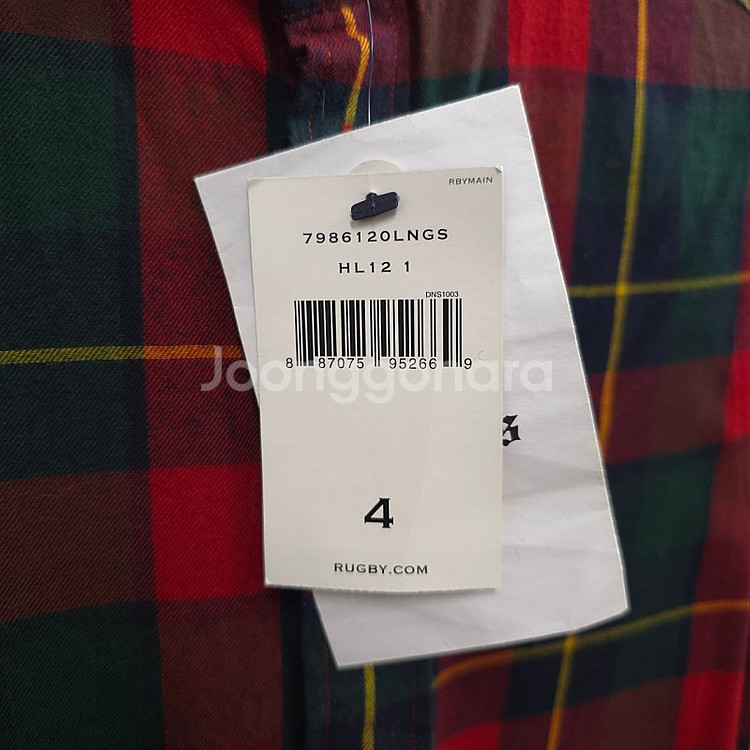 RBYMAIN
7986120LNGS
HL12 1
DNS1003
8 87075 95266 9
Joonggonara
4
RUGBY.COM